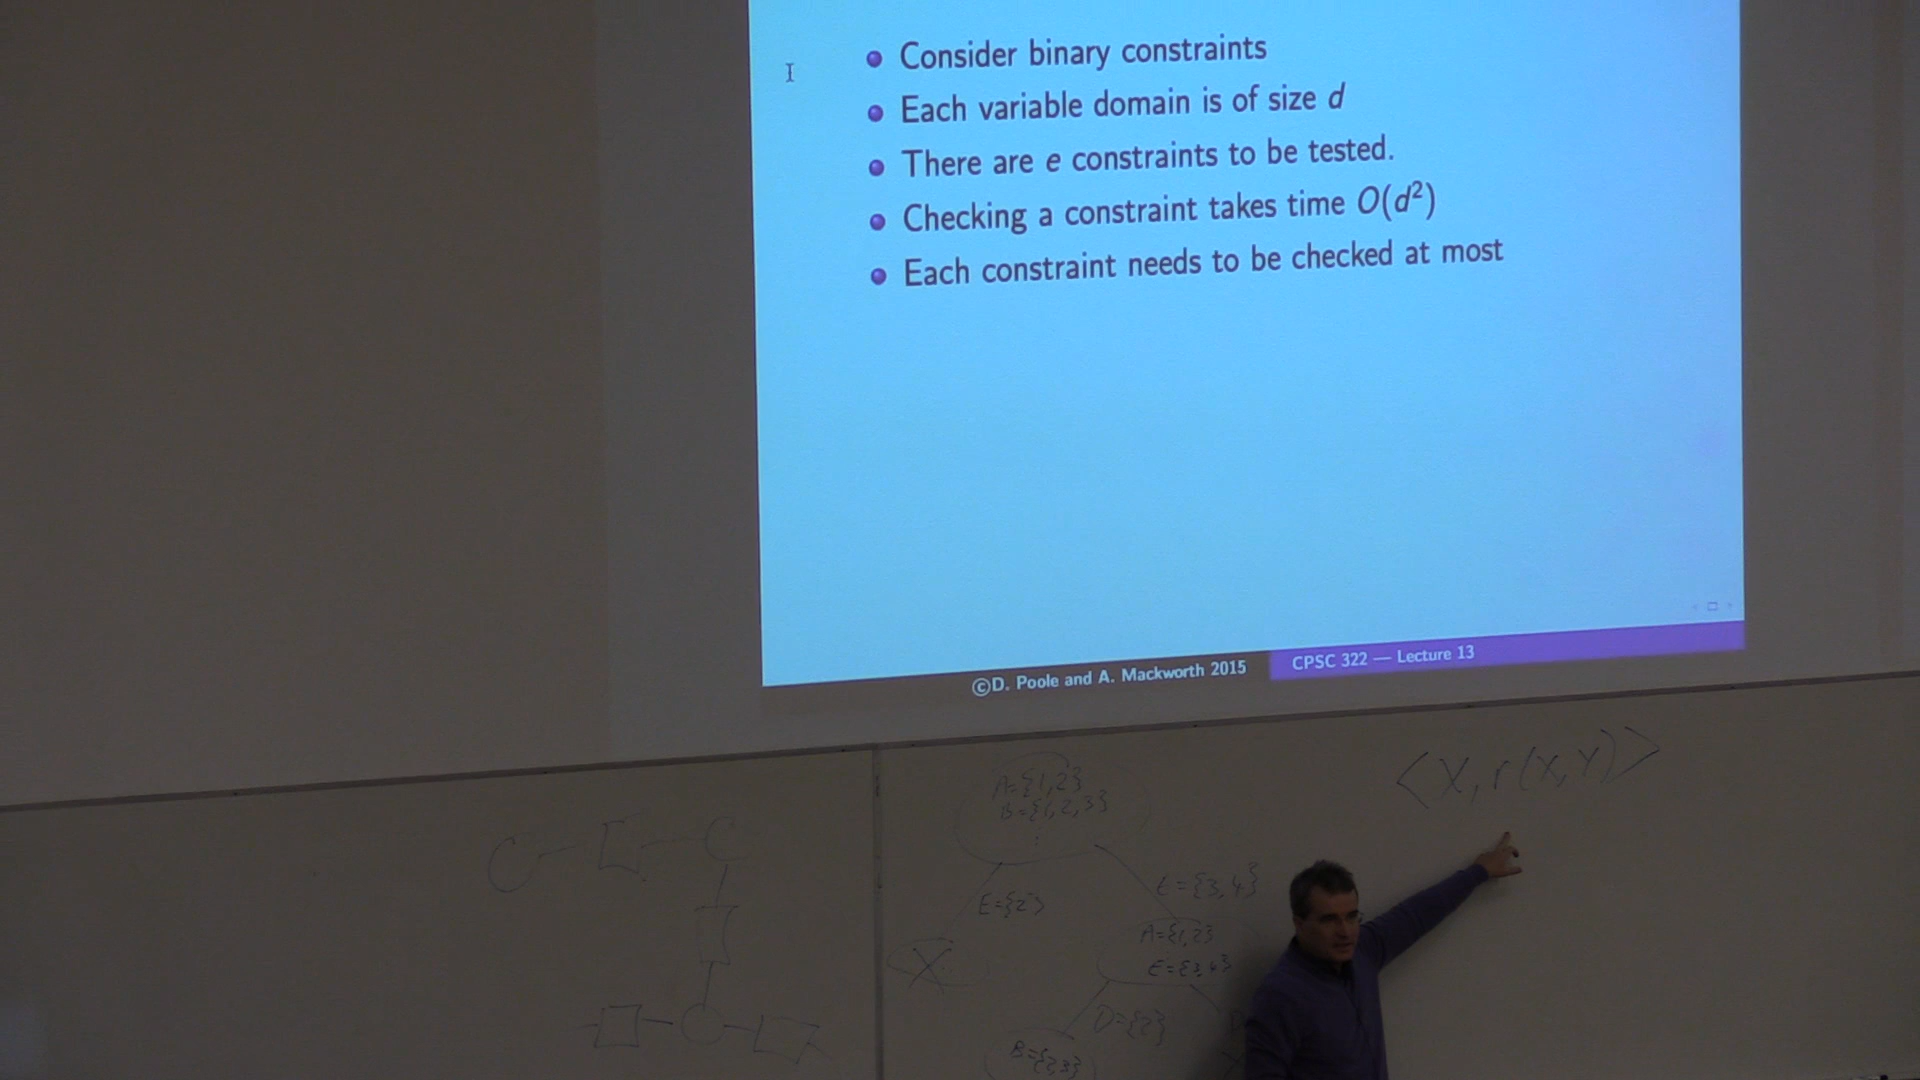 Consider binary constraints
Each variable domain is of size d
There are e constraints to be tested.
Checking a constraint takes time O(d²)
Each constraint needs to be checked at most
©D. Poole and A. Mackworth 2015
CPSC 322 — Lecture 13
<X, r(X,Y)>
A={1,2}
B={1,2,3}
E={2}
E={3,4}
A={1,2}
E={3,4}
D={2}
B={2,3}